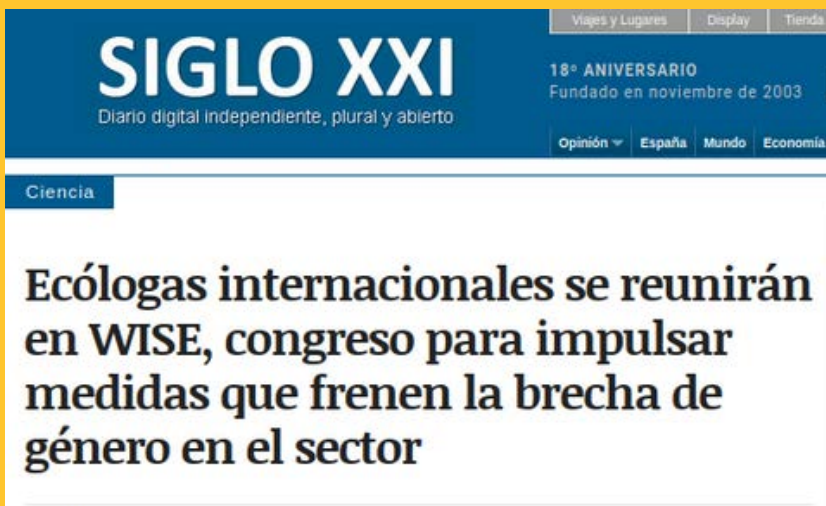 Viajes y Lugares Display Tienda
SIGLO XXI
Diario digital independiente, plural y abierto
18º ANIVERSARIO
Fundado en noviembre de 2003
Opinión España Mundo Economía
Ciencia
Ecólogas internacionales se reunirán
en WISE, congreso para impulsar
medidas que frenen la brecha de
género en el sector